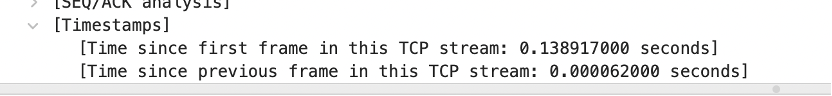 [SEQ/ACK analysis]
[Timestamps]
[Time since first frame in this TCP stream: 0.138917000 seconds]
[Time since previous frame in this TCP stream: 0.000062000 seconds]